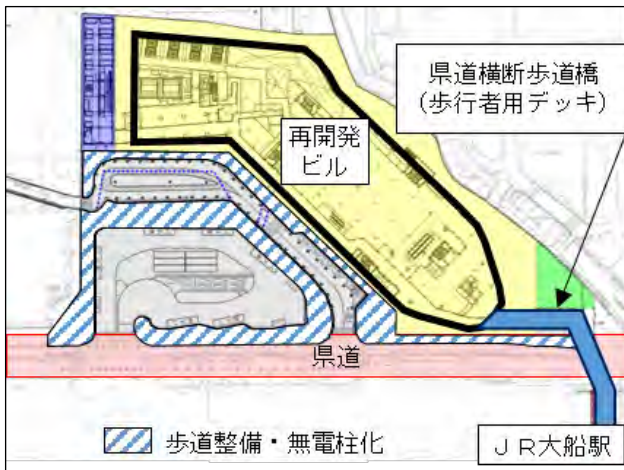 県道横断歩道橋
(歩行者用デッキ)
再開発
ビル
県道
歩道整備・無電柱化
ＪＲ大船駅